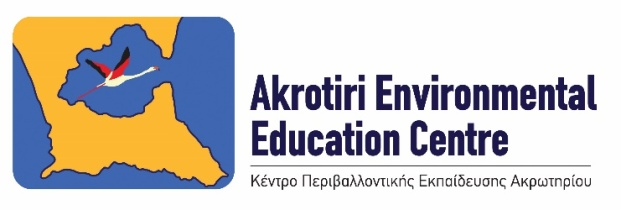 Akrotiri Environmental
Education Centre
Κέντρο Περιβαλλοντικής Εκπαίδευσης Ακρωτηρίου